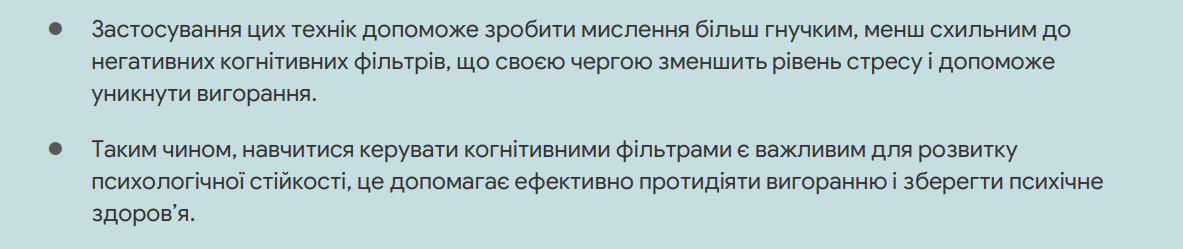 ● Застосування цих технік допоможе зробити мислення більш гнучким, менш схильним до
негативних когнітивних фільтрів, що своєю чергою зменшить рівень стресу і допоможе
уникнути вигорання.
● Таким чином, навчитися керувати когнітивними фільтрами є важливим для розвитку
психологічної стійкості, це допомагає ефективно протидіяти вигоранню і зберегти психічне
здоров’я.